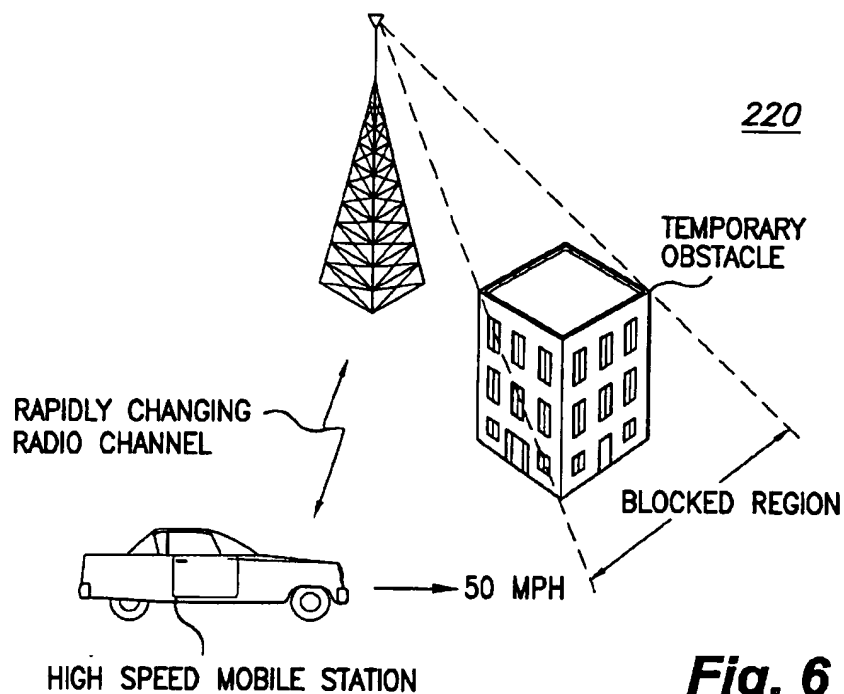 220
TEMPORARY
OBSTACLE
RAPIDLY CHANGING
RADIO CHANNEL
BLOCKED REGION
50 MPH
HIGH SPEED MOBILE STATION
Fig. 6